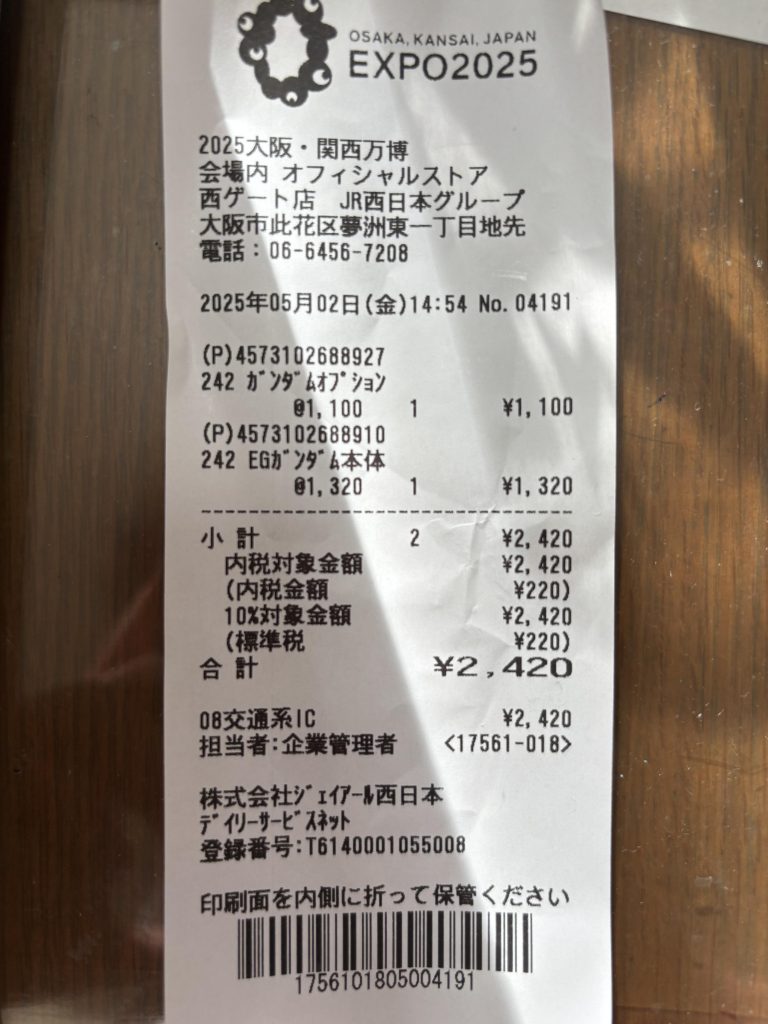 OSAKA, KANSAI, JAPAN
EXPO2025
2025大阪・関西万博
会場内 オフィシャルストア
西ゲート店　JR西日本グループ
大阪市此花区夢洲東一丁目地先
電話：06-6456-7208
2025年05月02日(金)14:54 No.04191
(P)4573102688927
242 ｶﾞﾝﾀﾞﾑｵﾌﾟｼｮﾝ
@1,100 1 ¥1,100
(P)4573102688910
242 EGｶﾞﾝﾀﾞﾑ本体
@1,320 1 ¥1,320
小 計 2 ¥2,420
内税対象金額 ¥2,420
(内税金額 ¥220)
10%対象金額 ¥2,420
(標準税 ¥220)
合 計 ¥2,420
08交通系IC ¥2,420
担当者:企業管理者 <17561-018>
株式会社ｼﾞｪｲｱｰﾙ西日本
ﾃﾞｲﾘｰｻｰﾋﾞｽﾈｯﾄ
登録番号:T6140001055008
印刷面を内側に折って保管ください
1756101805004191